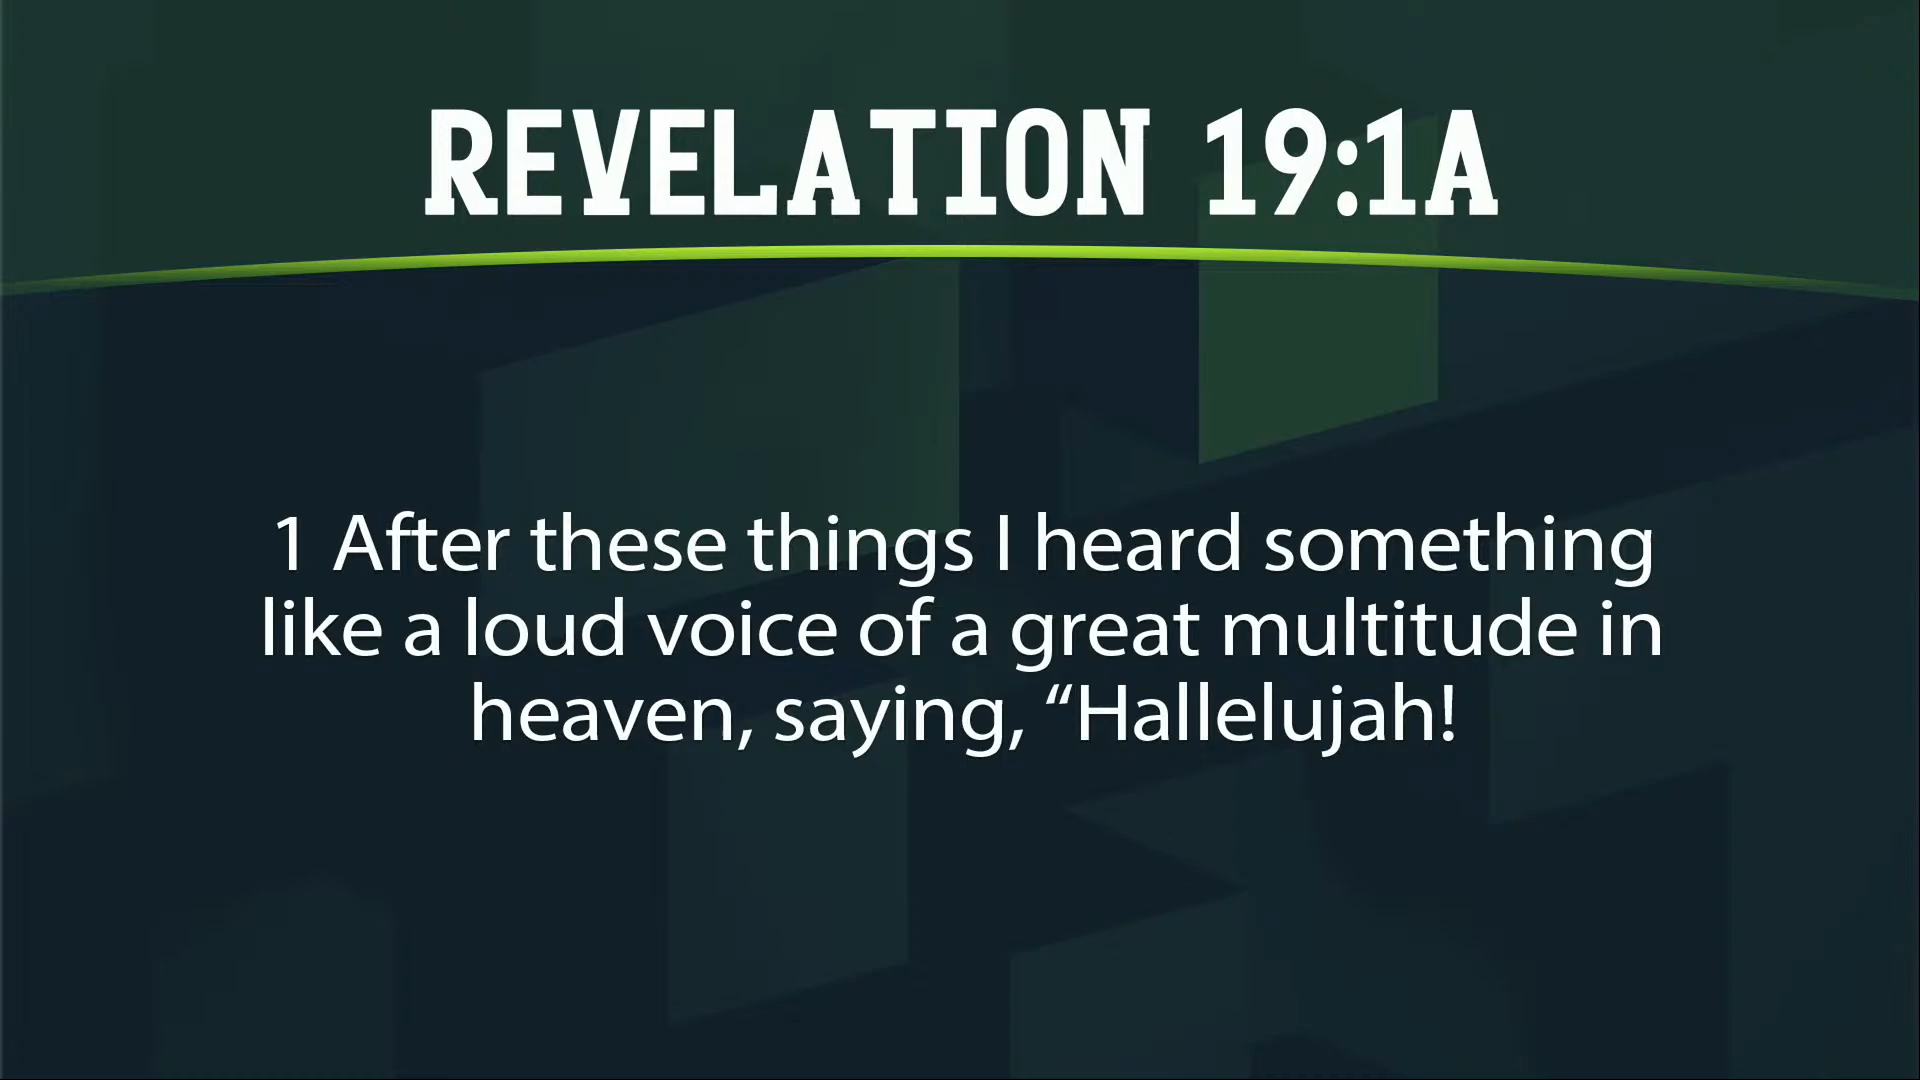 REVELATION 19:1A
1 After these things I heard something
like a loud voice of a great multitude in
heaven, saying, “Hallelujah!